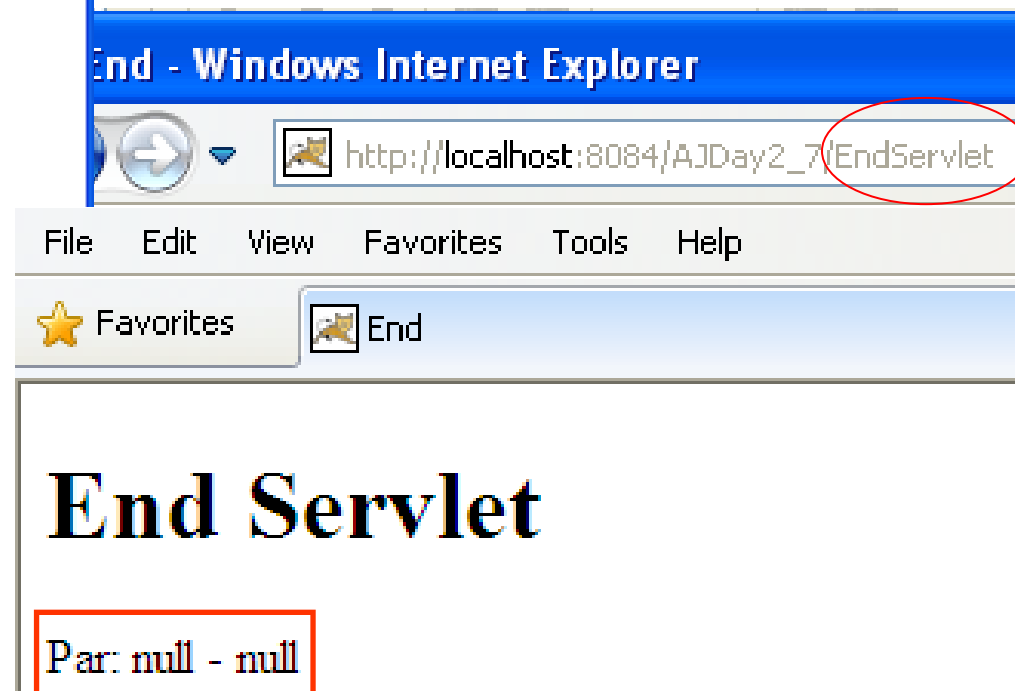 End - Windows Internet Explorer
http://localhost:8084/AJDay2_7/EndServlet
File Edit View Favorites Tools Help
Favorites End
End Servlet
Par: null - null